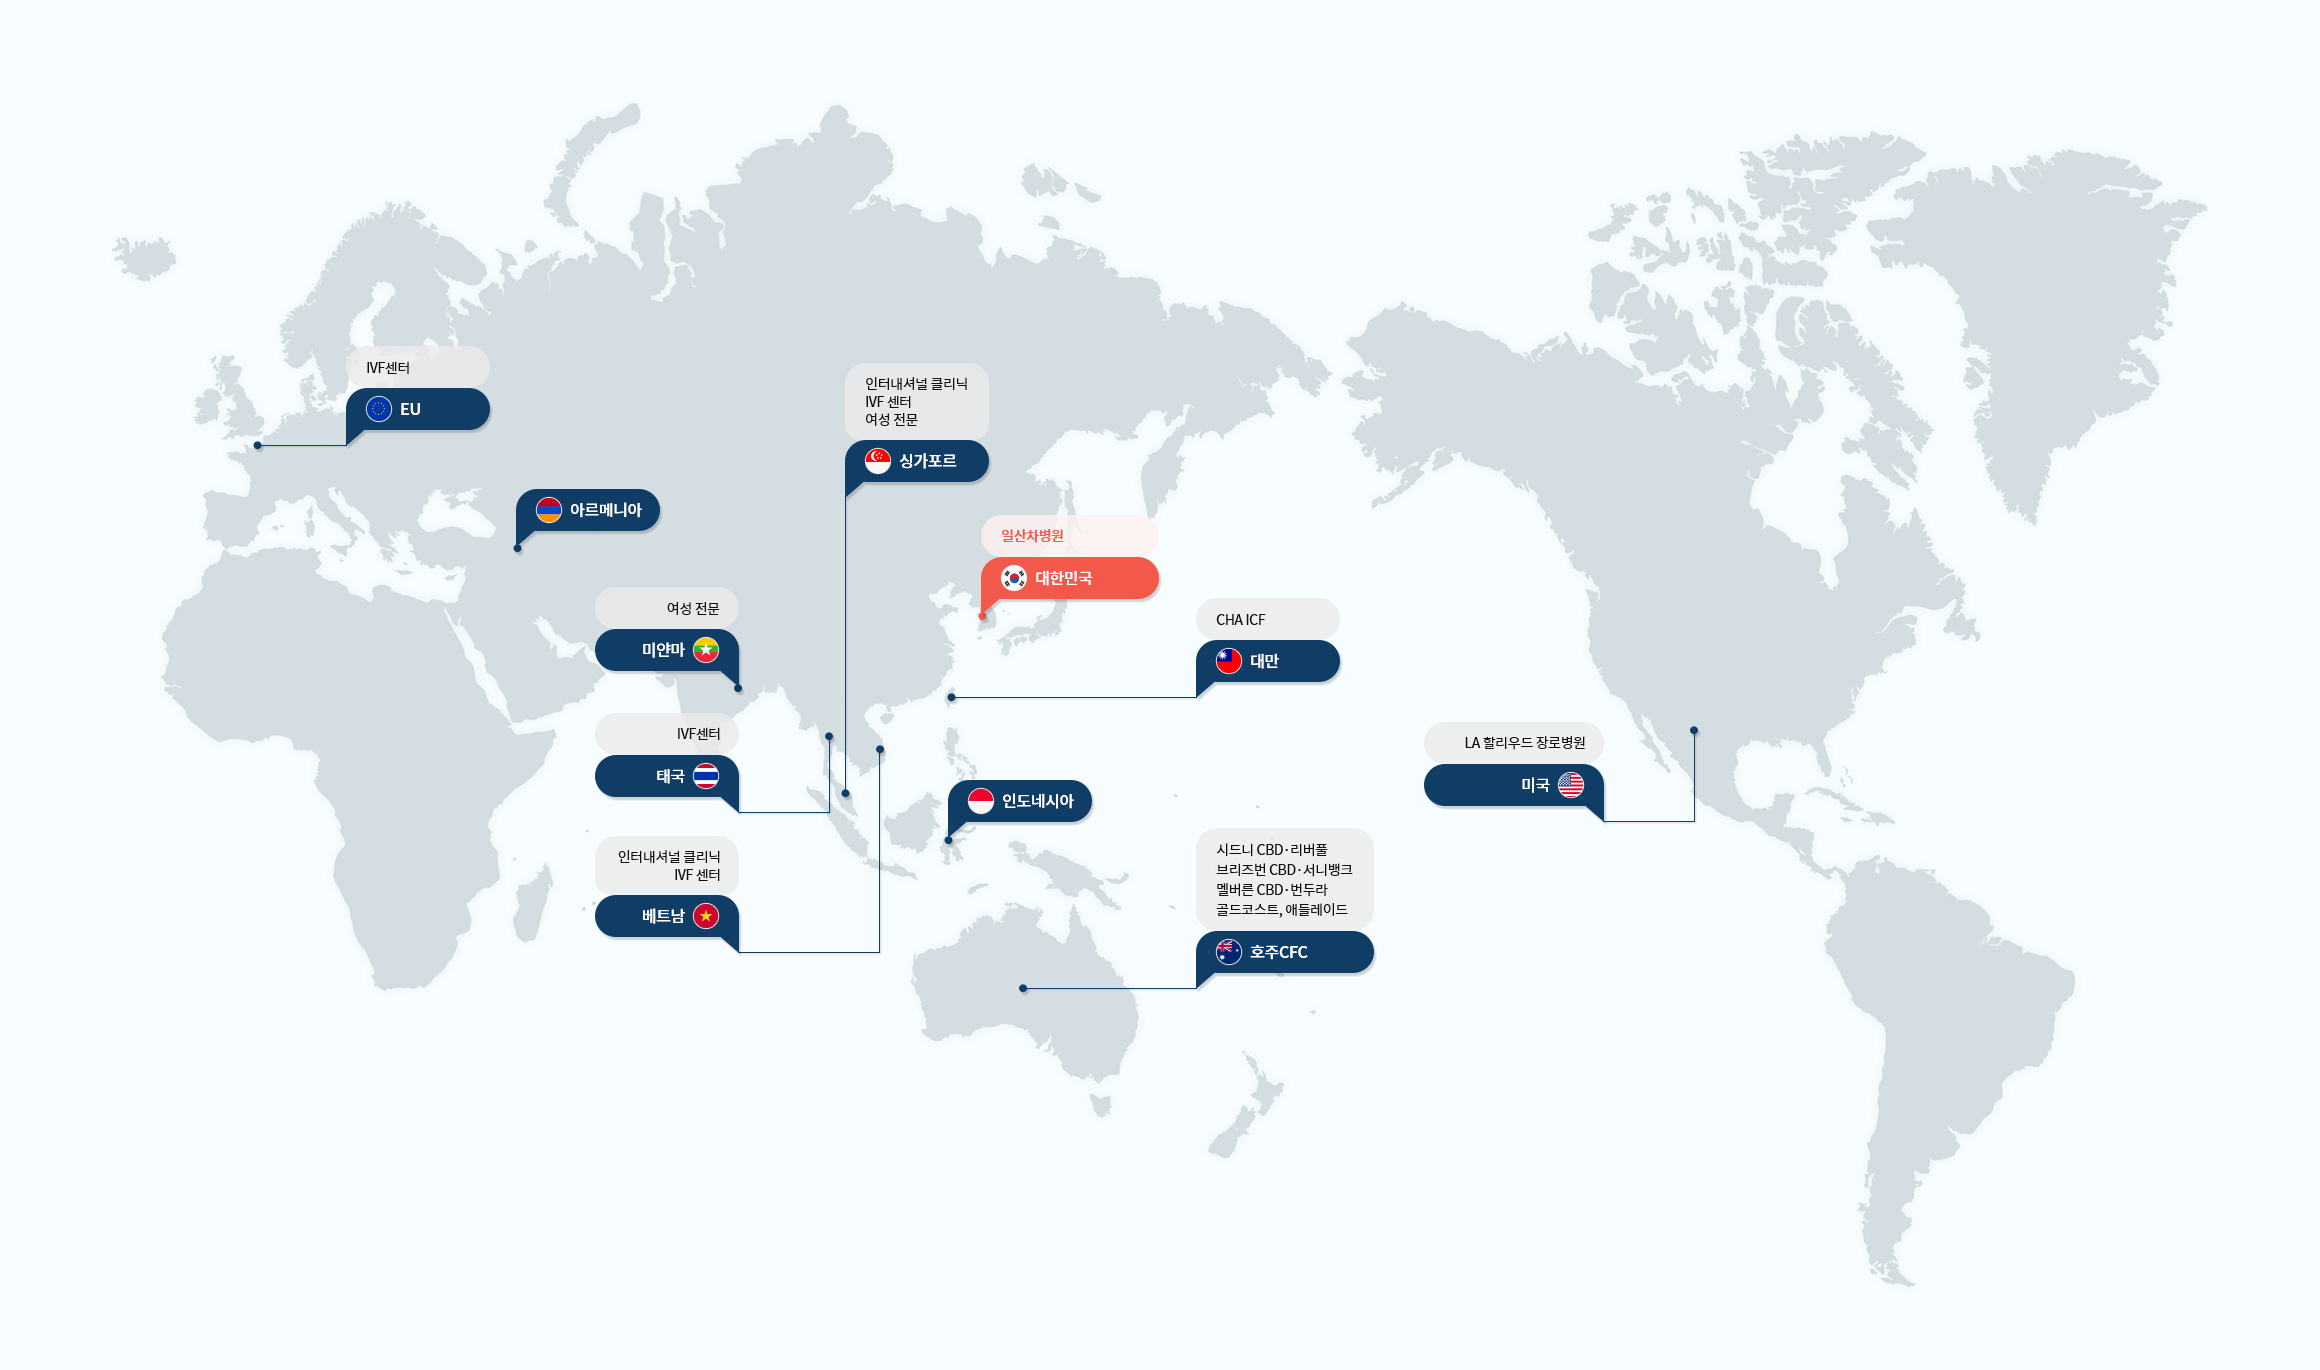 IVF센터
EU
인터내셔널 클리닉
IVF 센터
여성 전문
싱가포르
아르메니아
일산차병원
대한민국
여성 전문
미얀마
CHA ICF
대만
IVF센터
태국
LA 할리우드 장로병원
미국
인도네시아
인터내셔널 클리닉
IVF 센터
베트남
시드니 CBD·리버풀
브리즈번 CBD·서니뱅크
멜버른 CBD·번두라
골드코스트, 애들레이드
호주CFC